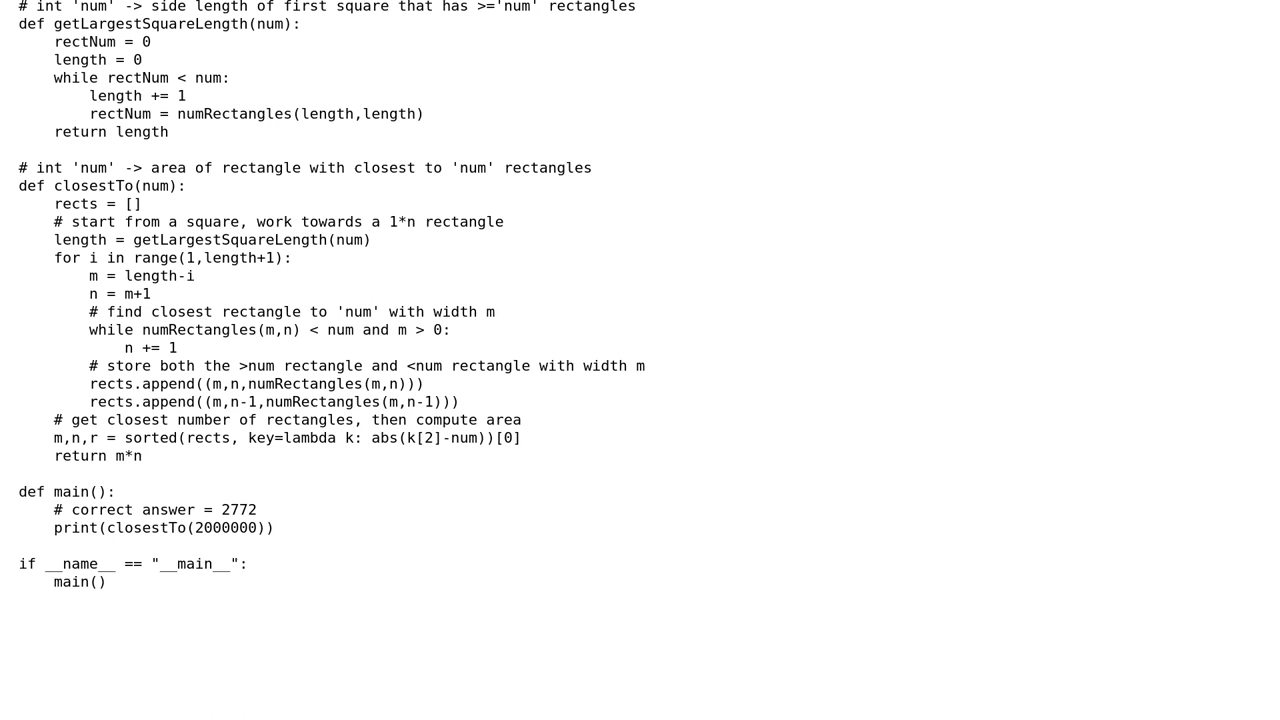 # int 'num' -> side length of first square that has >='num' rectangles
def getLargestSquareLength(num):
    rectNum = 0
    length = 0
    while rectNum < num:
        length += 1
        rectNum = numRectangles(length,length)
    return length

# int 'num' -> area of rectangle with closest to 'num' rectangles
def closestTo(num):
    rects = []
    # start from a square, work towards a 1*n rectangle
    length = getLargestSquareLength(num)
    for i in range(1,length+1):
        m = length-i
        n = m+1
        # find closest rectangle to 'num' with width m
        while numRectangles(m,n) < num and m > 0:
            n += 1
        # store both the >num rectangle and <num rectangle with width m
        rects.append((m,n,numRectangles(m,n)))
        rects.append((m,n-1,numRectangles(m,n-1)))
    # get closest number of rectangles, then compute area
    m,n,r = sorted(rects, key=lambda k: abs(k[2]-num))[0]
    return m*n

def main():
    # correct answer = 2772
    print(closestTo(2000000))

if __name__ == "__main__":
    main()